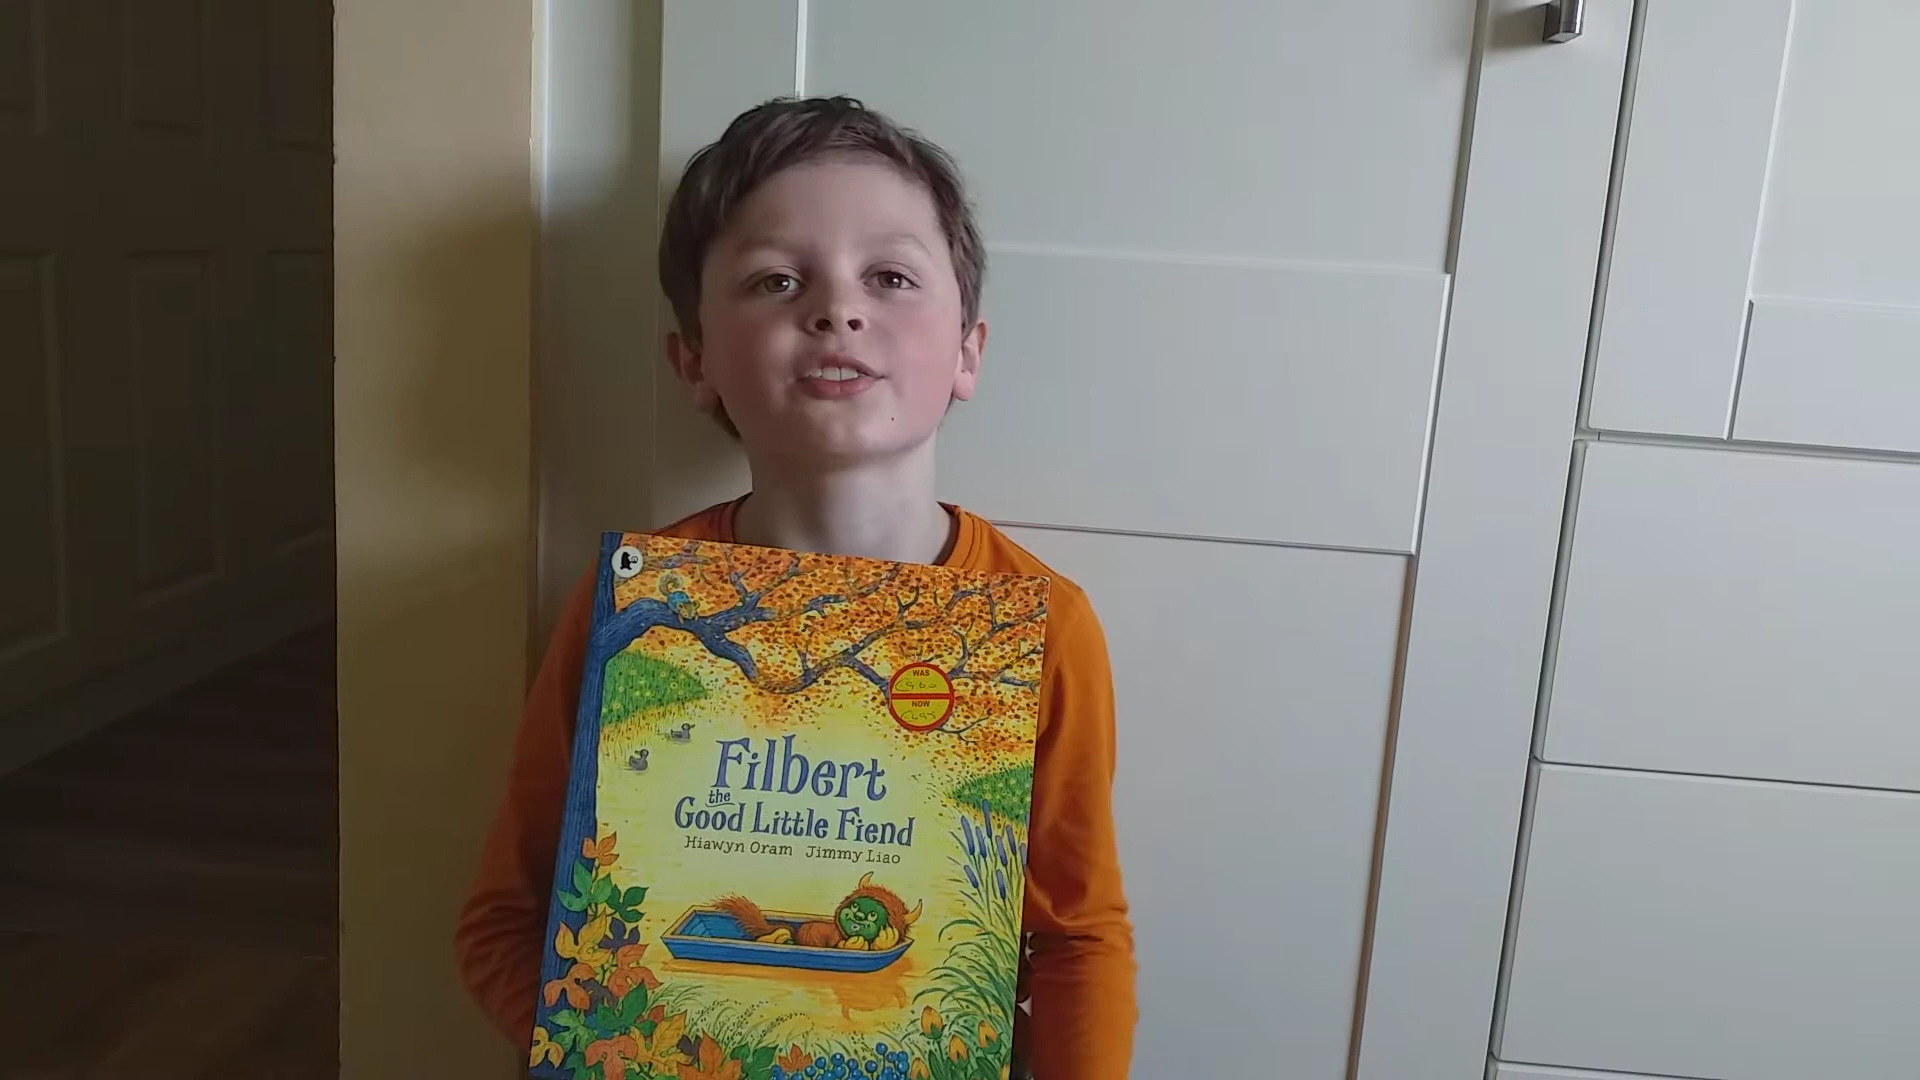 WAS
NOW
Filbert
the
Good Little Fiend
Hiawyn Oram Jimmy Liao